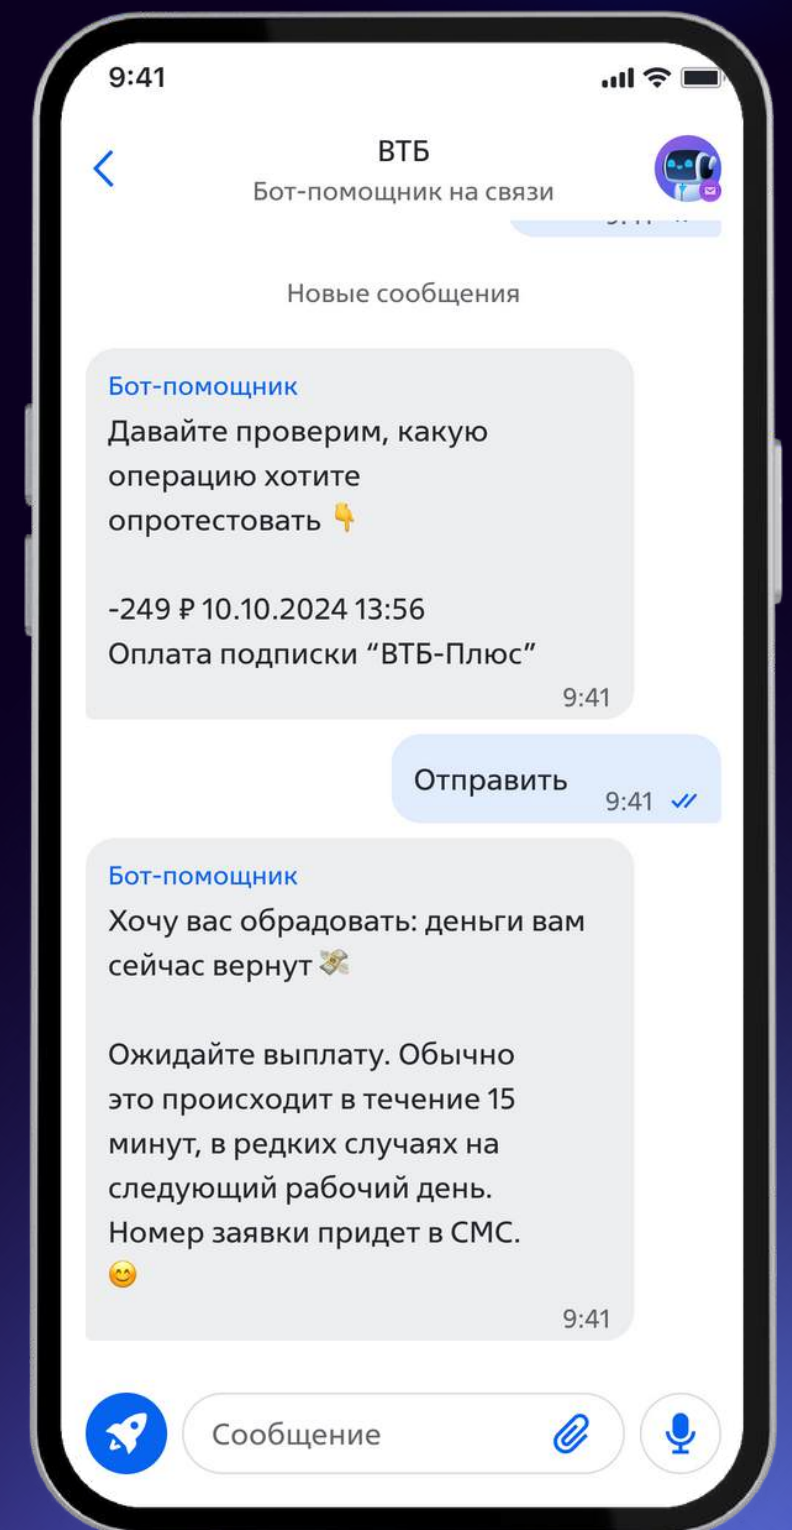 9:41
ВТБ
Бот-помощник на связи
Новые сообщения
Бот-помощник
Давайте проверим, какую
операцию хотите
опротестовать 👇
-249 ₽ 10.10.2024 13:56
Оплата подписки “ВТБ-Плюс”
9:41
Отправить
9:41
Бот-помощник
Хочу вас обрадовать: деньги вам
сейчас вернут 💸
Ожидайте выплату. Обычно
это происходит в течение 15
минут, в редких случаях на
следующий рабочий день.
Номер заявки придет в СМС.
😊
9:41
Сообщение